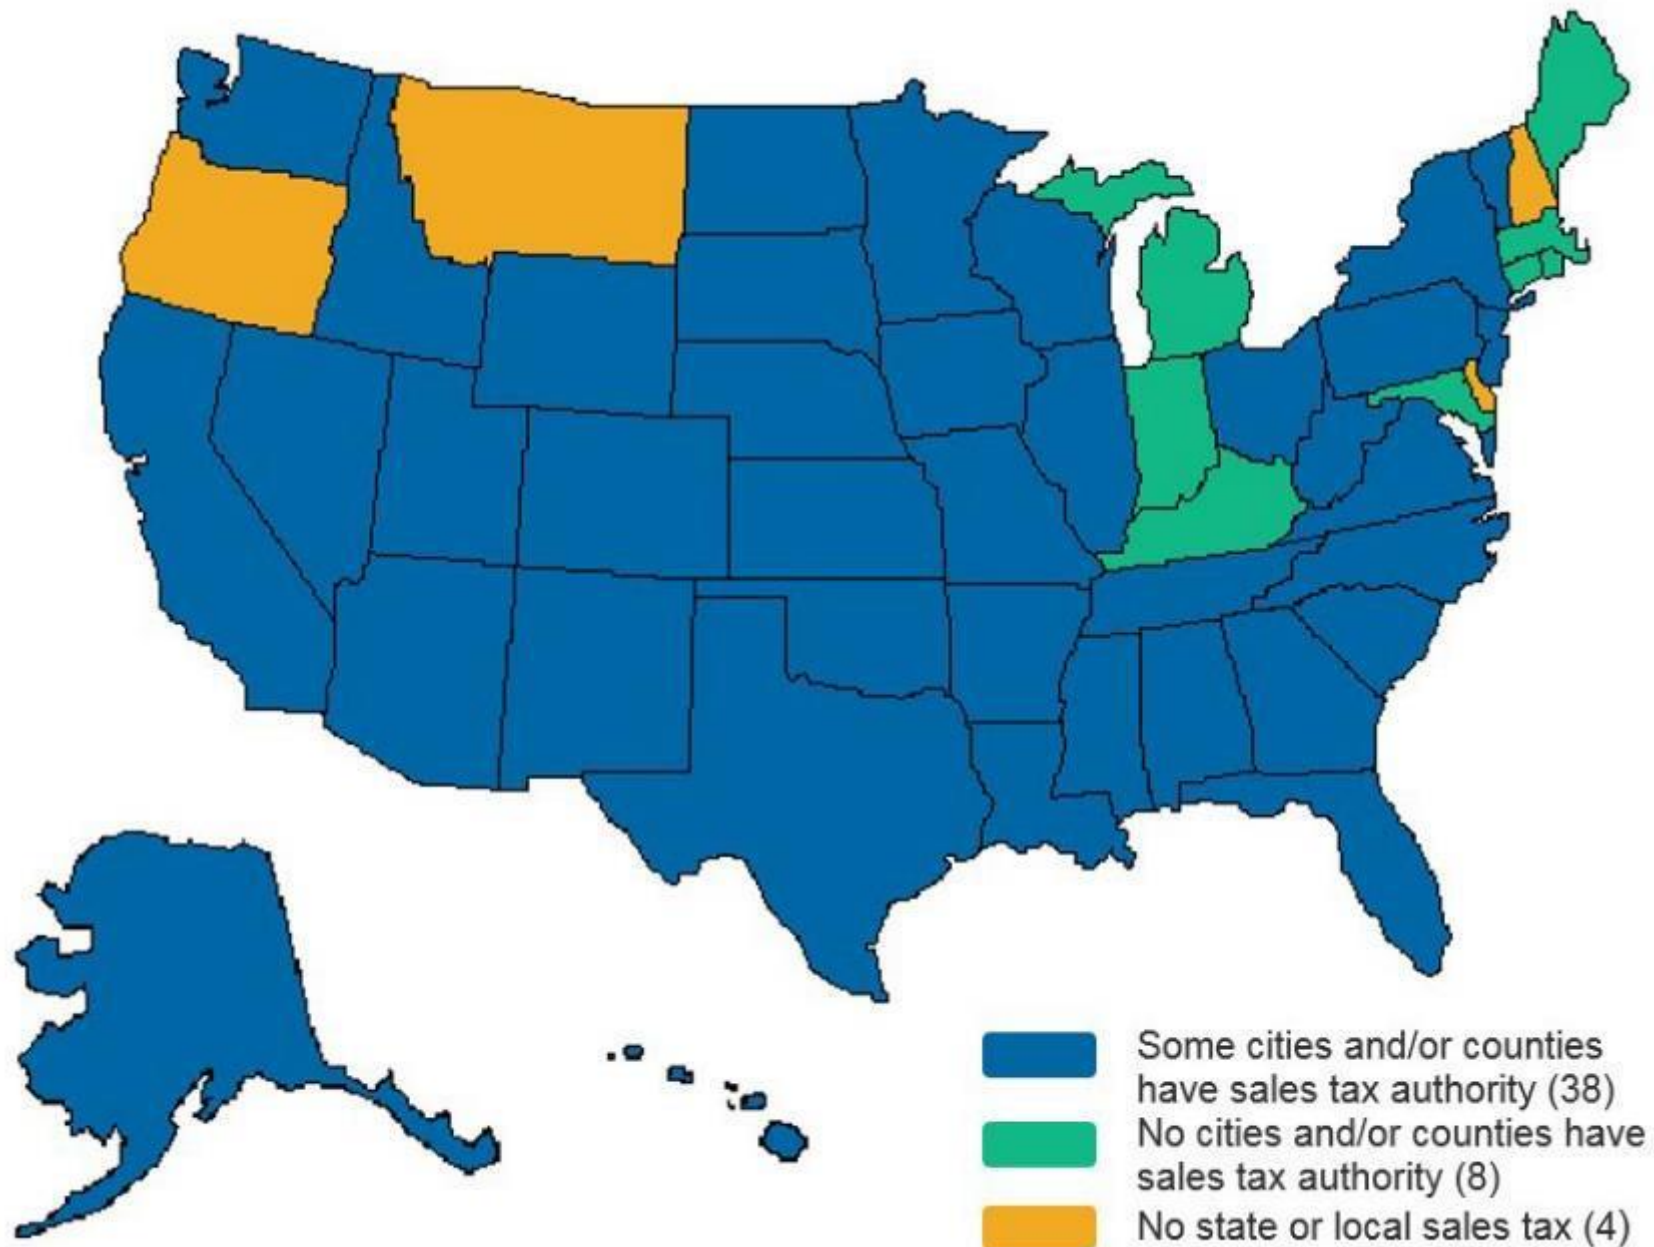 Some cities and/or counties
have sales tax authority (38)
No cities and/or counties have
sales tax authority (8)
No state or local sales tax (4)